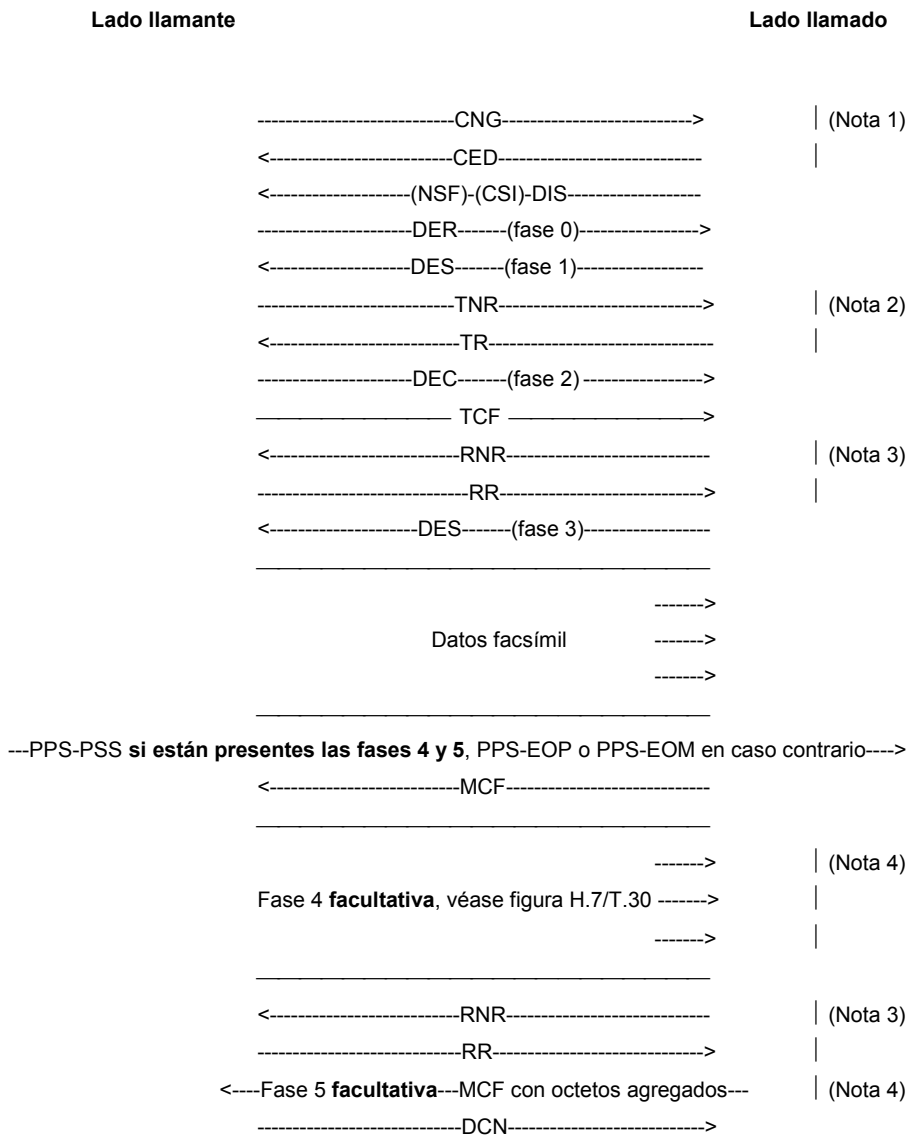 Lado llamante Lado llamado
----------------------------CNG---------------------------> | (Nota 1)
<--------------------------CED----------------------------- |
<--------------------(NSF)-(CSI)-DIS-------------------
----------------------DER-------(fase 0)----------------->
<--------------------DES-------(fase 1)------------------
----------------------------TNR-----------------------------> | (Nota 2)
<---------------------------TR-------------------------------- |
----------------------DEC-------(fase 2) ----------------->
————————— TCF —————————>
<---------------------------RNR----------------------------- | (Nota 3)
------------------------------RR-----------------------------> |
<---------------------DES-------(fase 3)------------------
------->
Datos facsímil ------->
------->
---PPS-PSS si están presentes las fases 4 y 5, PPS-EOP o PPS-EOM en caso contrario---->
<---------------------------MCF-----------------------------
-------> | (Nota 4)
Fase 4 facultativa, véase figura H.7/T.30 -------> |
-------> |
<---------------------------RNR----------------------------- | (Nota 3)
-----------------------------RR------------------------------> |
<----Fase 5 facultativa---MCF con octetos agregados--- | (Nota 4)
-----------------------------DCN---------------------------->